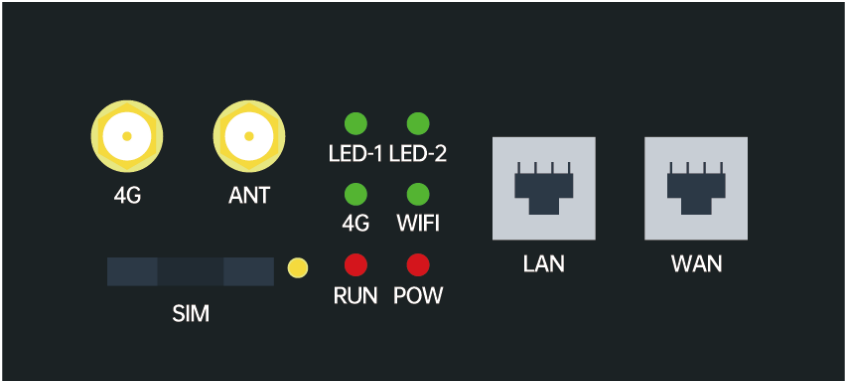 LED-1 LED-2
4G ANT
4G WIFI
LAN WAN
RUN POW
SIM